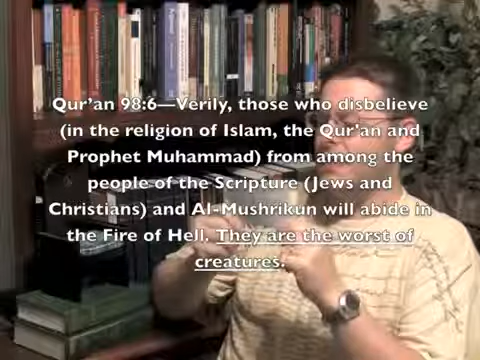 Qur'an 98:6—Verily, those who disbelieve
(in the religion of Islam, the Qur'an and
Prophet Muhammad) from among the
people of the Scripture (Jews and
Christians) and Al-Mushrikun will abide in
the Fire of Hell. They are the worst of
creatures.